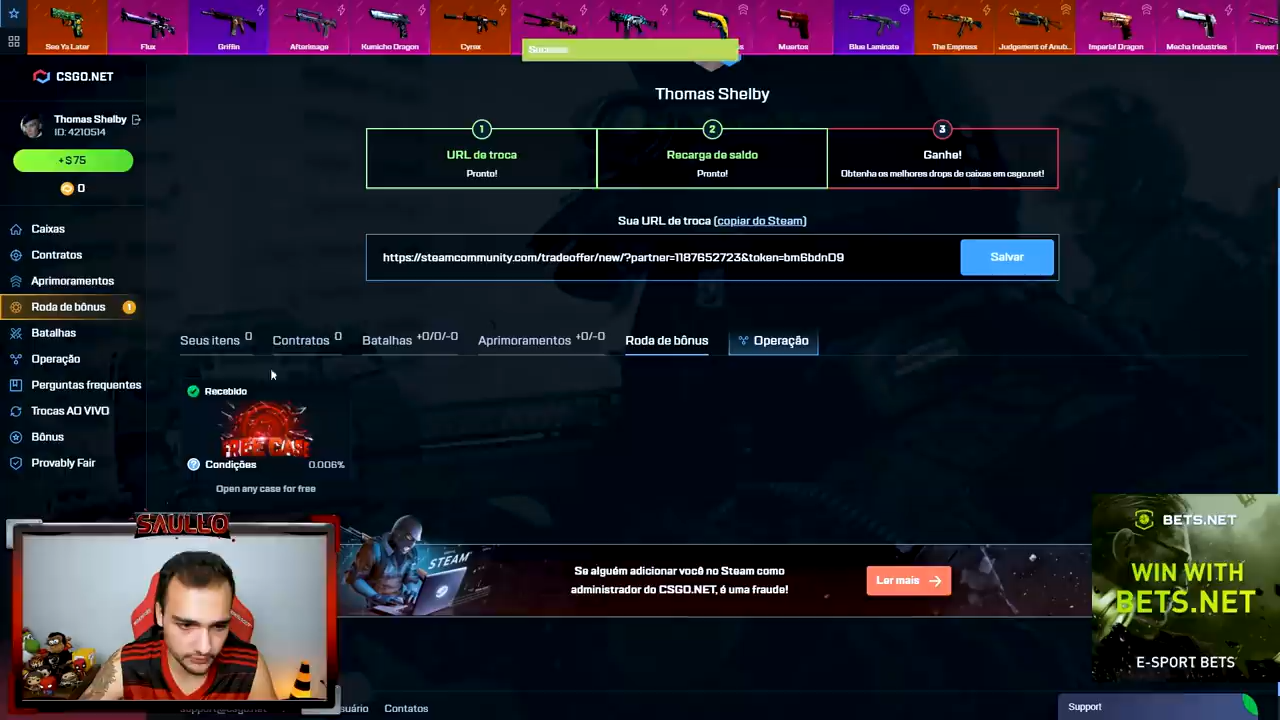 See Ya Later
Flux
Griffin
Afterimage
Kumicho Dragon
Cyrex
Muertos
Blue Laminate
The Empress
Judgement of Anub...
Imperial Dragon
Mecha Industries
CSGO.NET
Thomas Shelby
ID: 4210514
+$75
0
Caixas
Contratos
Aprimoramentos
Roda de bônus 1
Batalhas
Operação
Perguntas frequentes
Trocas AO VIVO
Bônus
Provably Fair
Thomas Shelby
1
URL de troca
Pronto!
2
Recarga de saldo
Pronto!
3
Ganhe!
Obtenha os melhores drops de caixas em csgo.net!
Sua URL de troca (copiar do Steam)
https://steamcommunity.com/tradeoffer/new/?partner=1187652723&token=bm6bdnD9
Salvar
Seus itens 0 Contratos 0 Batalhas +0/0/-0 Aprimoramentos +0/-0 Roda de bônus Operação
Recebido
FREE CASE
Condições 0.006%
Open any case for free
SAULLO
STEAM
Se alguém adicionar você no Steam como
administrador do CSGO.NET, é uma fraude!
Ler mais
BETS.NET
WIN WITH
BETS.NET
E-SPORT BETS
Contatos
Support